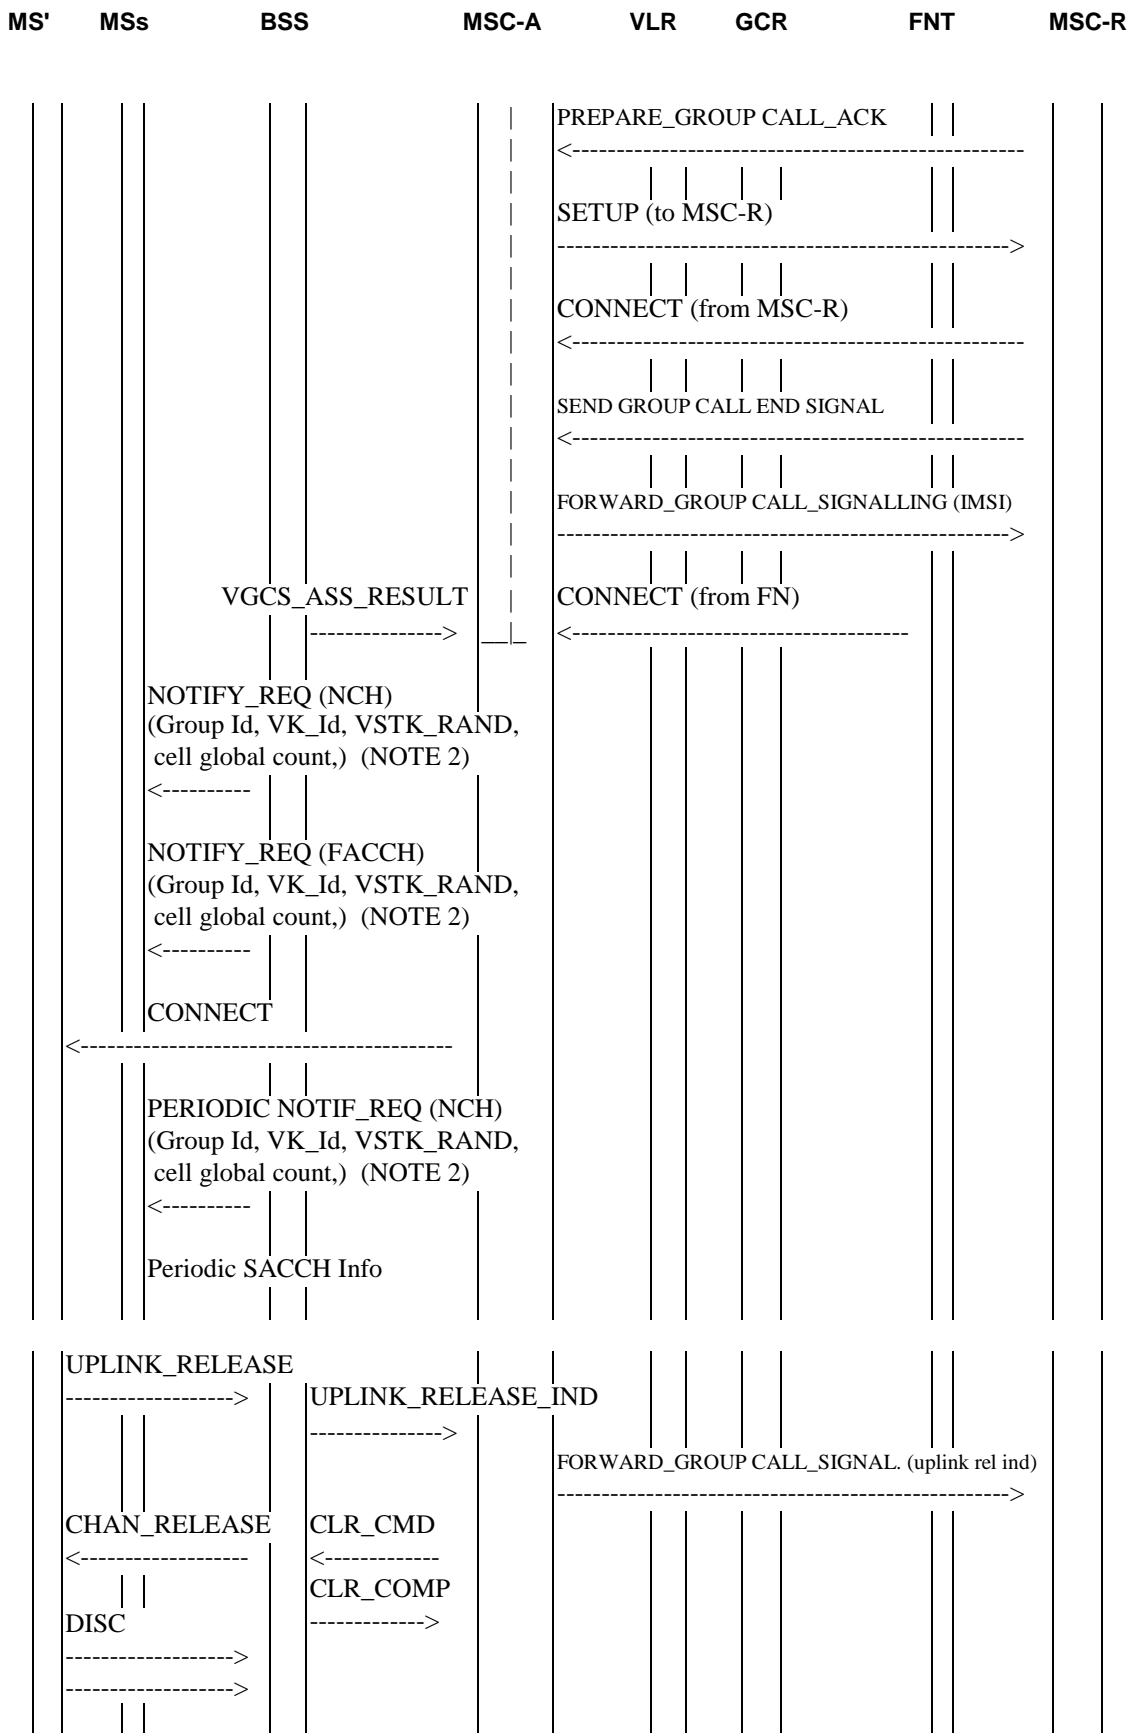 MS' MSs BSS MSC-A VLR GCR FNT MSC-R
PREPARE_GROUP CALL_ACK
SETUP (to MSC-R)
CONNECT (from MSC-R)
SEND GROUP CALL END SIGNAL
FORWARD_GROUP CALL_SIGNALLING (IMSI)
VGCS_ASS_RESULT CONNECT (from FN)
NOTIFY_REQ (NCH)
(Group Id, VK_Id, VSTK_RAND,
cell global count,) (NOTE 2)
NOTIFY_REQ (FACCH)
(Group Id, VK_Id, VSTK_RAND,
cell global count,) (NOTE 2)
CONNECT
PERIODIC NOTIF_REQ (NCH)
(Group Id, VK_Id, VSTK_RAND,
cell global count,) (NOTE 2)
Periodic SACCH Info
UPLINK_RELEASE
UPLINK_RELEASE_IND
FORWARD_GROUP CALL_SIGNAL. (uplink rel ind)
CHAN_RELEASE CLR_CMD
CLR_COMP
DISC